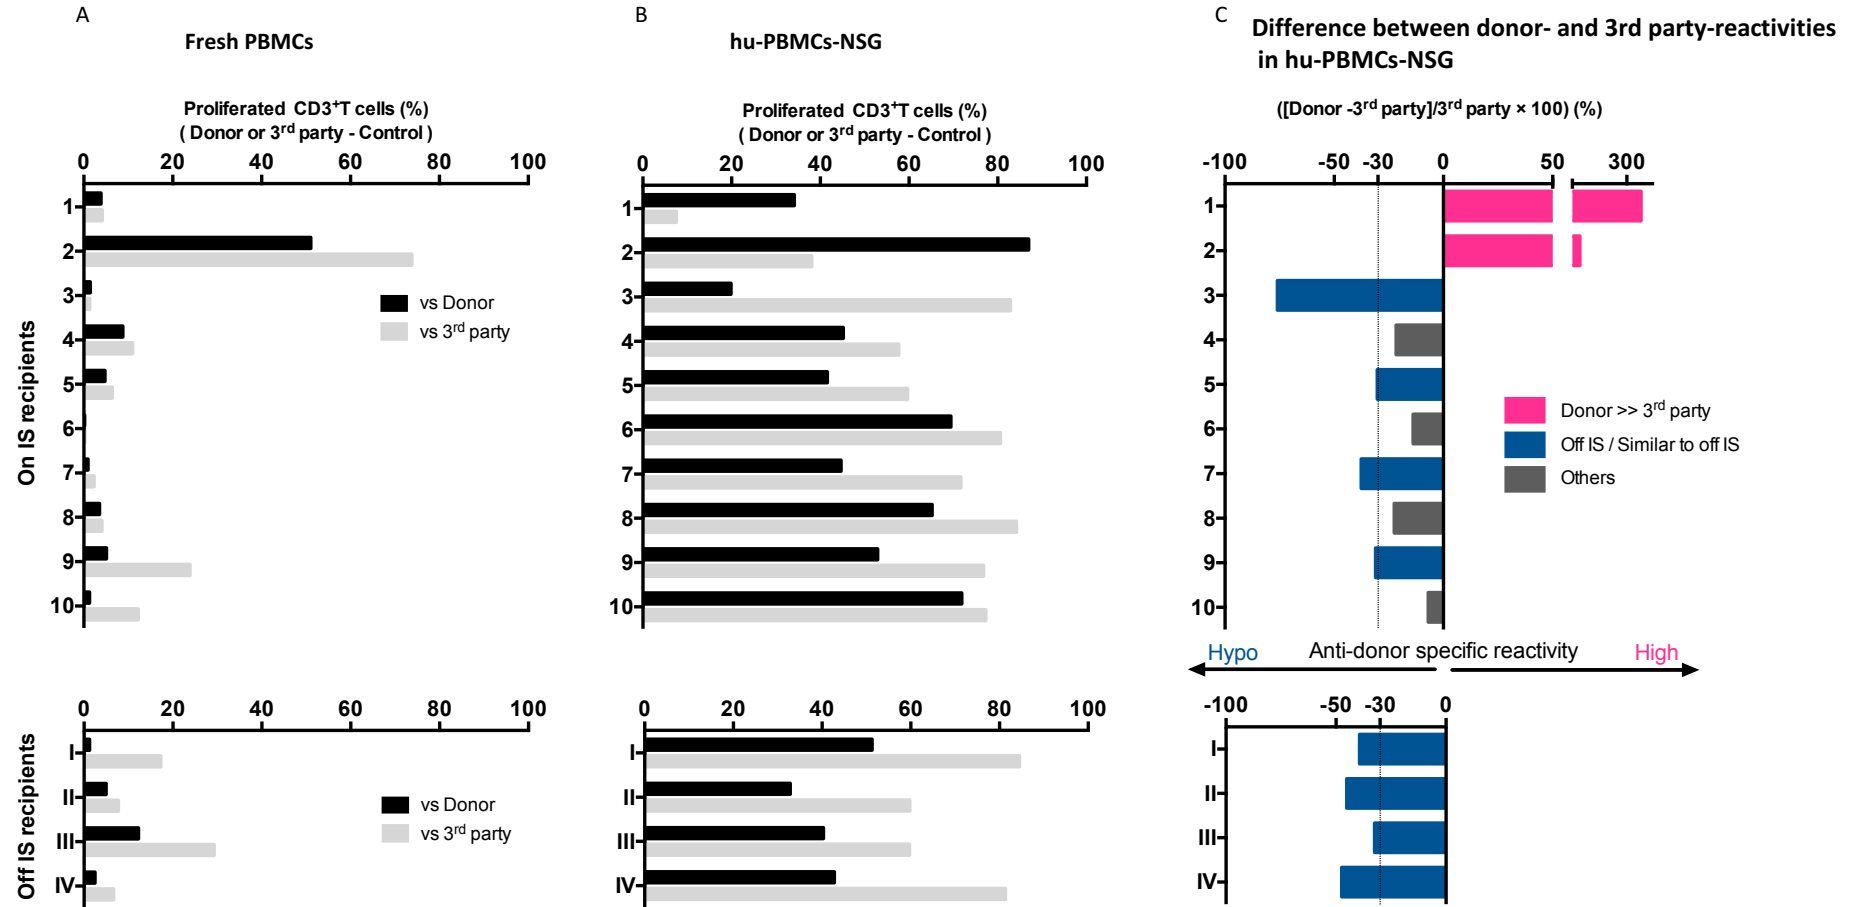 A
Fresh PBMCs
Proliferated CD3⁺T cells (%)
( Donor or 3ʳᵈ party - Control )
0 20 40 60 80 100
On IS recipients
1
2
3
4
5
6
7
8
9
10
vs Donor
vs 3ʳᵈ party
0 20 40 60 80 100
Off IS recipients
I
II
III
IV
vs Donor
vs 3ʳᵈ party
B
hu-PBMCs-NSG
Proliferated CD3⁺T cells (%)
( Donor or 3ʳᵈ party - Control )
0 20 40 60 80 100
1
2
3
4
5
6
7
8
9
10
0 20 40 60 80 100
I
II
III
IV
C
Difference between donor- and 3rd party-reactivities
in hu-PBMCs-NSG
([Donor -3ʳᵈ party]/3ʳᵈ party × 100) (%)
-100 -50 -30 0 50 300
1
2
3
4
5
6
7
8
9
10
Donor >> 3ʳᵈ party
Off IS / Similar to off IS
Others
Hypo Anti-donor specific reactivity High
-100 -50 -30 0
I
II
III
IV